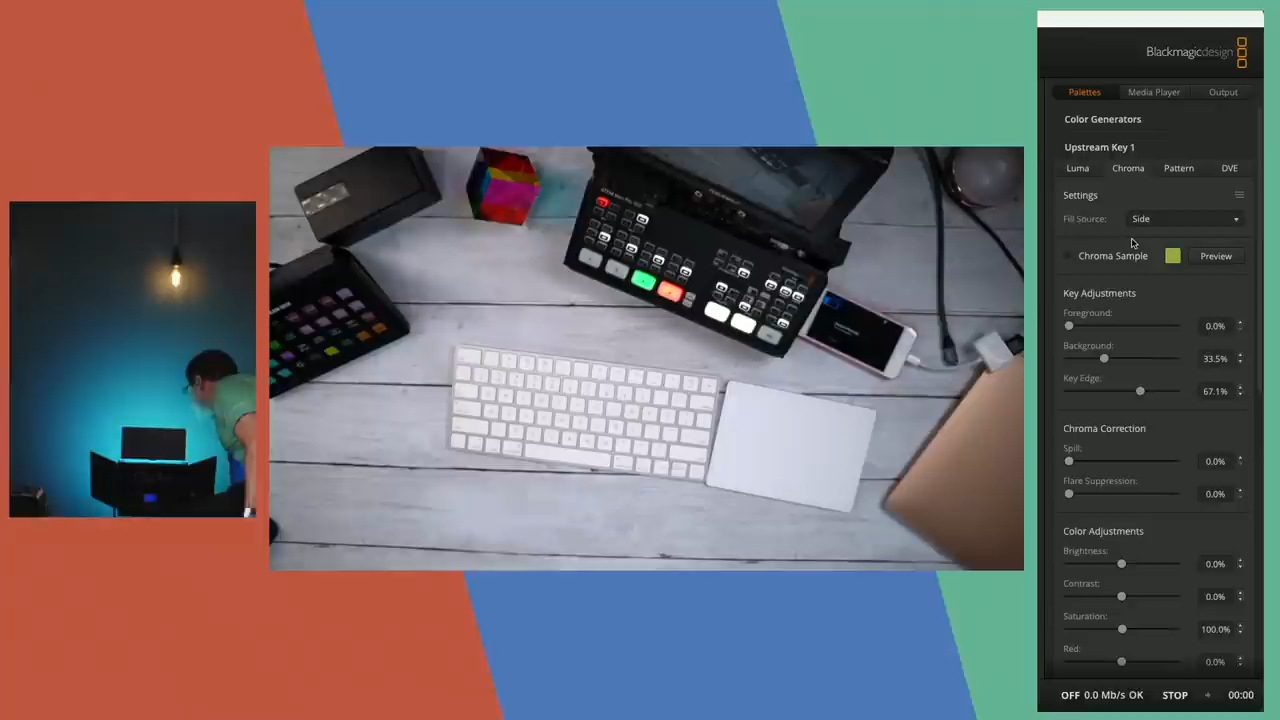 Blackmagicdesign
Palettes Media Player Output
Color Generators
Upstream Key 1
Luma Chroma Pattern DVE
Settings
Fill Source: Side
Chroma Sample Preview
Key Adjustments
Foreground:
0.0%
Background:
33.5%
Key Edge:
67.1%
Chroma Correction
Spill:
0.0%
Flare Suppression:
0.0%
Color Adjustments
Brightness:
0.0%
Contrast:
0.0%
Saturation:
100.0%
Red:
0.0%
OFF 0.0 Mb/s OK STOP 00:00